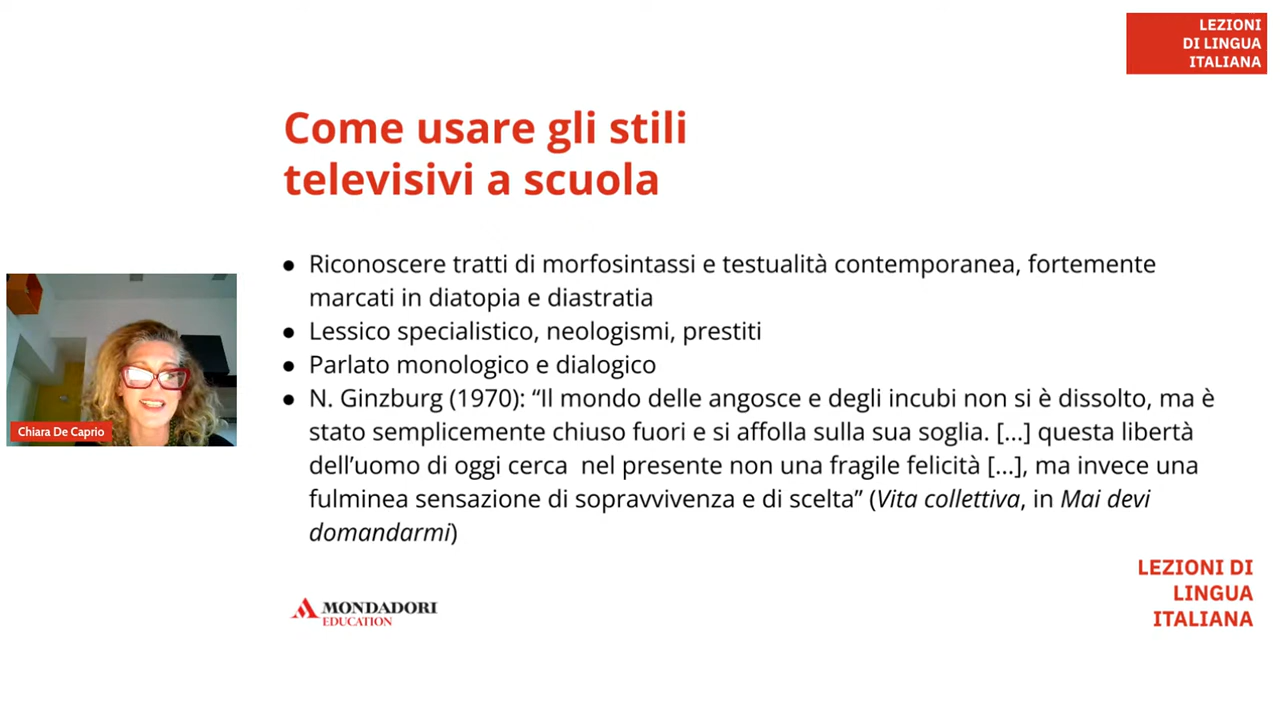 LEZIONI
DI LINGUA
ITALIANA
Come usare gli stili
televisivi a scuola
● Riconoscere tratti di morfosintassi e testualità contemporanea, fortemente
marcati in diatopia e diastratia
● Lessico specialistico, neologismi, prestiti
● Parlato monologico e dialogico
● N. Ginzburg (1970): “Il mondo delle angosce e degli incubi non si è dissolto, ma è
stato semplicemente chiuso fuori e si affolla sulla sua soglia. [...] questa libertà
dell’uomo di oggi cerca  nel presente non una fragile felicità [...], ma invece una
fulminea sensazione di sopravvivenza e di scelta” (Vita collettiva, in Mai devi
domandarmi)
Chiara De Caprio
MONDADORI
EDUCATION
LEZIONI DI
LINGUA
ITALIANA